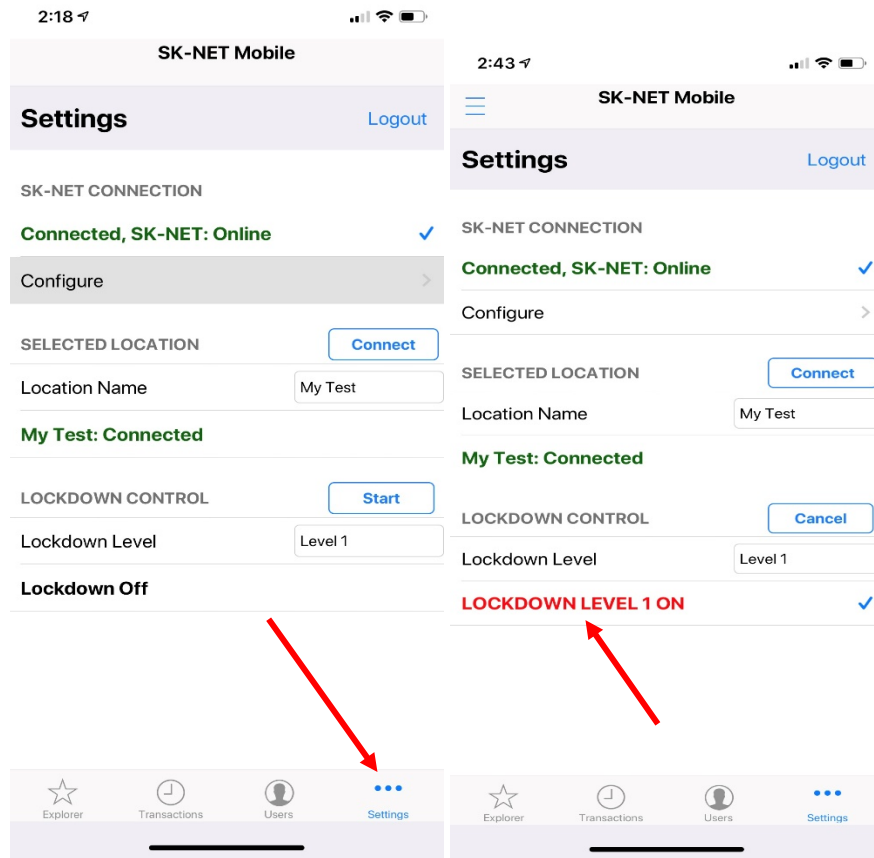 2:18
SK-NET Mobile
Settings
Logout
SK-NET CONNECTION
Connected, SK-NET: Online
Configure
SELECTED LOCATION
Connect
Location Name
My Test
My Test: Connected
LOCKDOWN CONTROL
Start
Lockdown Level
Level 1
Lockdown Off
Explorer
Transactions
Users
Settings
2:43
SK-NET Mobile
Settings
Logout
SK-NET CONNECTION
Connected, SK-NET: Online
Configure
SELECTED LOCATION
Connect
Location Name
My Test
My Test: Connected
LOCKDOWN CONTROL
Cancel
Lockdown Level
Level 1
LOCKDOWN LEVEL 1 ON
Explorer
Transactions
Users
Settings